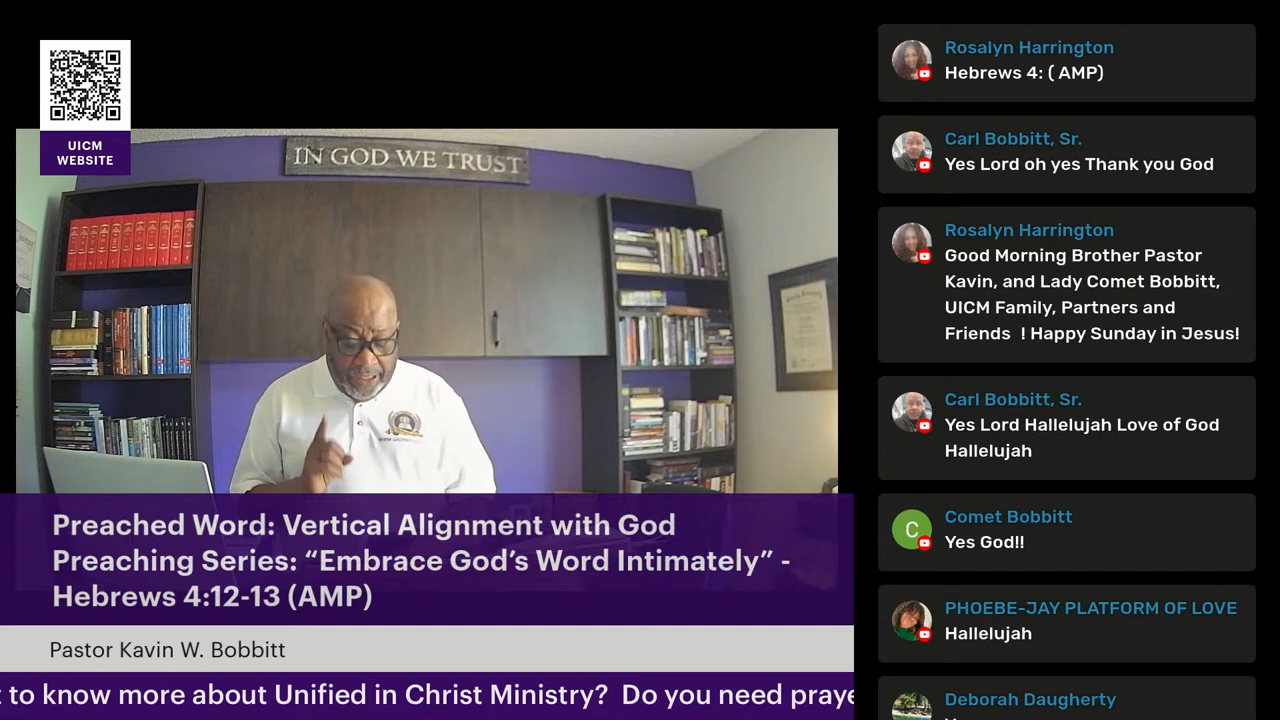 UICM
WEBSITE
IN GOD WE TRUST
Preached Word: Vertical Alignment with God
Preaching Series: “Embrace God’s Word Intimately” -
Hebrews 4:12-13 (AMP)
Pastor Kavin W. Bobbitt
to know more about Unified in Christ Ministry? Do you need
Rosalyn Harrington
Hebrews 4: ( AMP)
Carl Bobbitt, Sr.
Yes Lord oh yes Thank you God
Rosalyn Harrington
Good Morning Brother Pastor
Kavin, and Lady Comet Bobbitt,
UICM Family, Partners and
Friends ! Happy Sunday in Jesus!
Carl Bobbitt, Sr.
Yes Lord Hallelujah Love of God
Hallelujah
C
Comet Bobbitt
Yes God!!
PHOEBE-JAY PLATFORM OF LOVE
Hallelujah
Deborah Daugherty